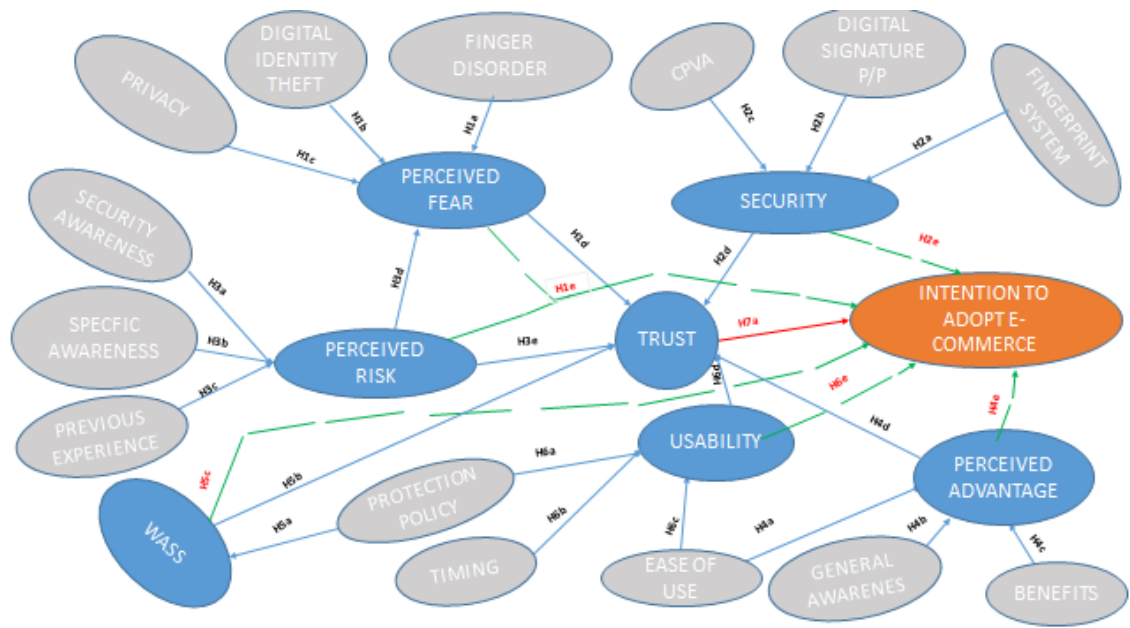 DIGITAL
IDENTITY
THEFT
FINGER
DISORDER
CPVA
DIGITAL
SIGNATURE
P/P
FINGERPRINT
SYSTEM
PRIVACY
H1b
H1a
H2c
H2b
H2a
H1c
PERCEIVED
FEAR
SECURITY
SECURITY
AWARENESS
H1d
H2d
H2e
H3a
H3d
H1e
INTENTION TO
ADOPT E-
COMMERCE
SPECFIC
AWARENESS
H3b
PERCEIVED
RISK
H3e
TRUST
H7a
H3c
H6d
H6e
H4e
PREVIOUS
EXPERIENCE
USABILITY
H4d
H5c
H5b
H6a
PERCEIVED
ADVANTAGE
WASS
H5a
PROTECTION
POLICY
H6b
H6c
H4a
H4b
H4c
TIMING
EASE OF
USE
GENERAL
AWARENES
BENEFITS